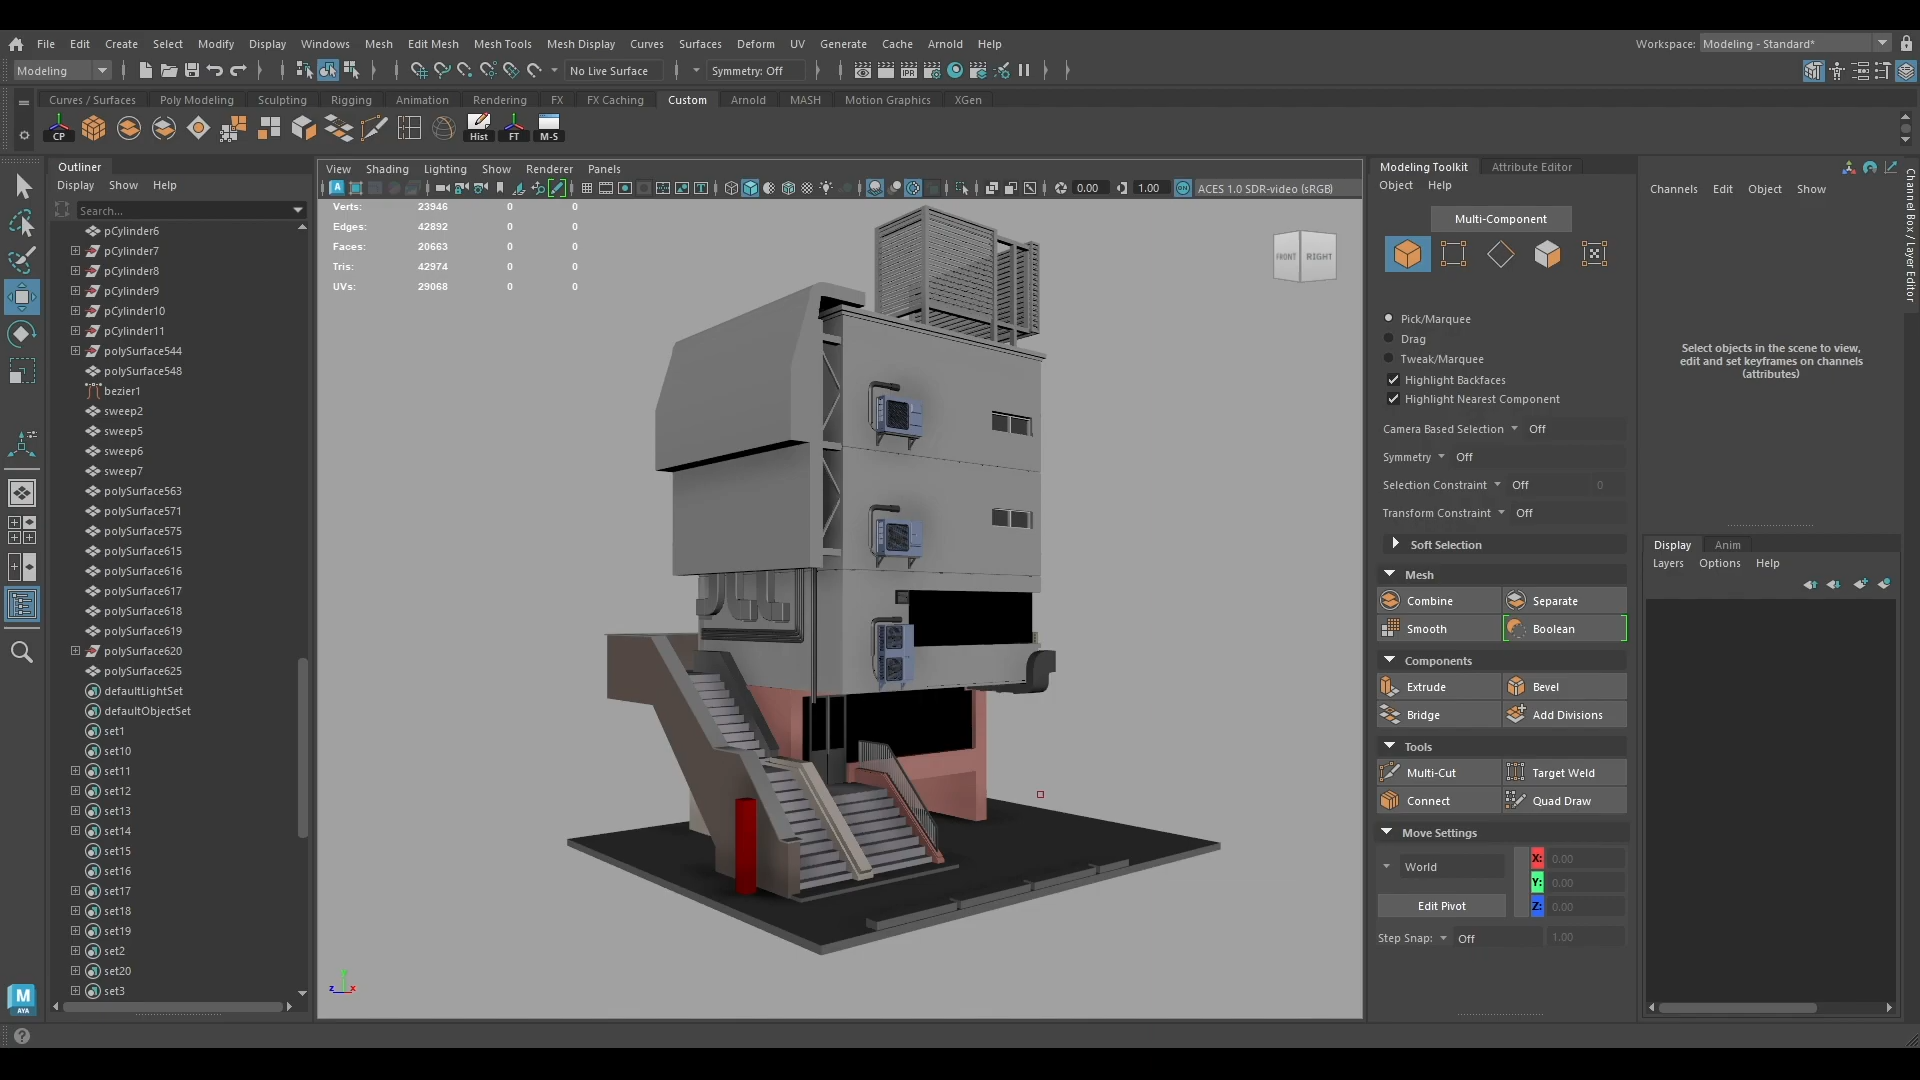 File Edit Create Select Modify Display Windows Mesh Edit Mesh Mesh Tools Mesh Display Curves Surfaces Deform UV Generate Cache Arnold Help
Workspace: Modeling - Standard*
Modeling
No Live Surface
Symmetry: Off
IPR
Curves / Surfaces Poly Modeling Sculpting Rigging Animation Rendering FX FX Caching Custom Arnold MASH Motion Graphics XGen
CP Hist FT M-S
Outliner
Display Show Help
Search...
pCylinder6
pCylinder7
pCylinder8
pCylinder9
pCylinder10
pCylinder11
polySurface544
polySurface548
bezier1
sweep2
sweep5
sweep6
sweep7
polySurface563
polySurface571
polySurface575
polySurface615
polySurface616
polySurface617
polySurface618
polySurface619
polySurface620
polySurface625
defaultLightSet
defaultObjectSet
set1
set10
set11
set12
set13
set14
set15
set16
set17
set18
set19
set2
set20
set3
M
AYA
View Shading Lighting Show Renderer Panels
0.00 1.00 ON ACES 1.0 SDR-video (sRGB)
Verts: 23946 0 0
Edges: 42892 0 0
Faces: 20663 0 0
Tris: 42974 0 0
UVs: 29068 0 0
FRONT RIGHT
y
z x
Modeling Toolkit Attribute Editor
Object Help
Multi-Component
Pick/Marquee
Drag
Tweak/Marquee
Highlight Backfaces
Highlight Nearest Component
Camera Based Selection Off
Symmetry Off
Selection Constraint Off 0
Transform Constraint Off
Soft Selection
Mesh
Combine Separate
Smooth Boolean
Components
Extrude Bevel
Bridge Add Divisions
Tools
Multi-Cut Target Weld
Connect Quad Draw
Move Settings
World
X: 0.00
Y: 0.00
Z: 0.00
Edit Pivot
Step Snap: Off 1.00
Channels Edit Object Show
Select objects in the scene to view,
edit and set keyframes on channels
(attributes)
Display Anim
Layers Options Help
Channel Box / Layer Editor